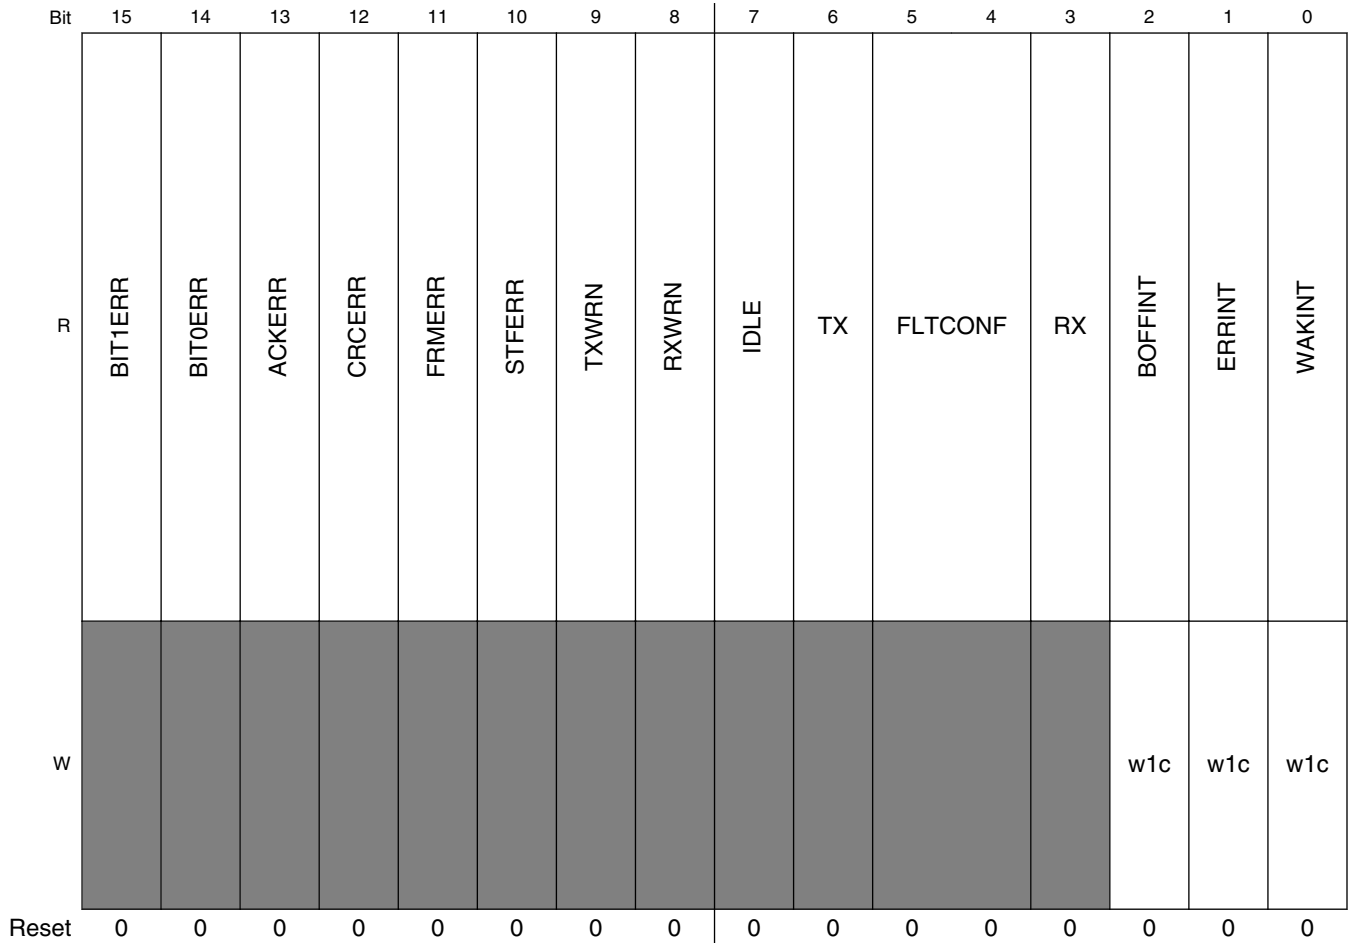 Bit 15 14 13 12 11 10 9 8 7 6 5 4 3 2 1 0
R BIT1ERR BIT0ERR ACKERR CRCERR FRMERR STFERR TXWRN RXWRN IDLE TX FLTCONF RX BOFFINT ERRINT WAKINT
W w1c w1c w1c
Reset 0 0 0 0 0 0 0 0 0 0 0 0 0 0 0 0